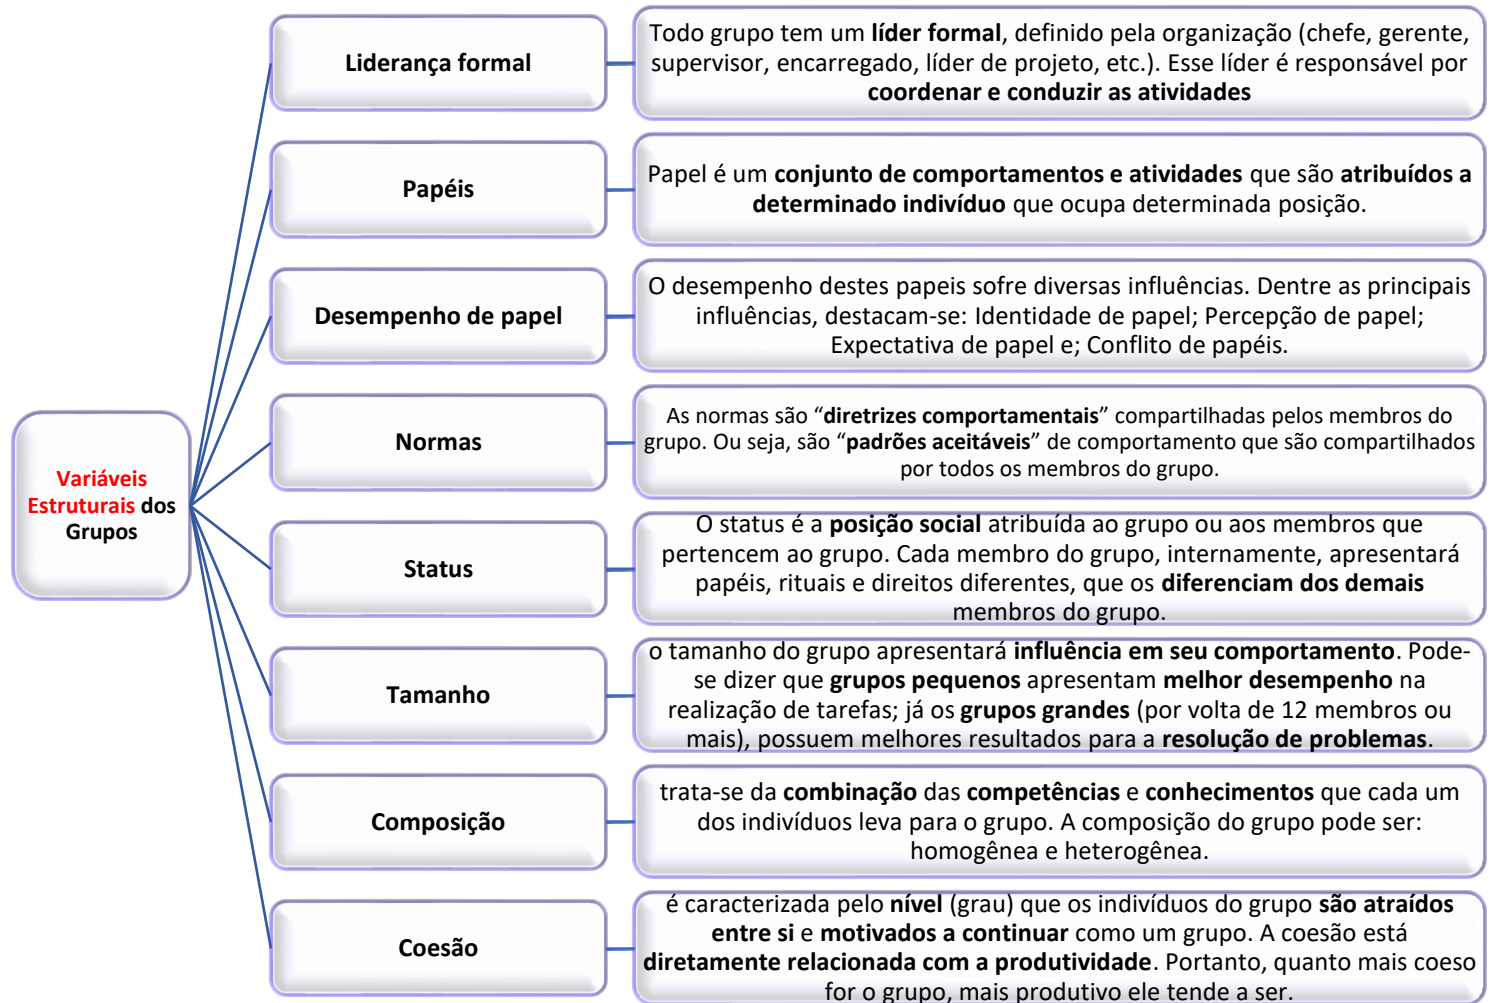 Variáveis
Estruturais dos
Grupos
Liderança formal
Todo grupo tem um líder formal, definido pela organização (chefe, gerente,
supervisor, encarregado, líder de projeto, etc.). Esse líder é responsável por
coordenar e conduzir as atividades
Papéis
Papel é um conjunto de comportamentos e atividades que são atribuídos a
determinado indivíduo que ocupa determinada posição.
Desempenho de papel
O desempenho destes papeis sofre diversas influências. Dentre as principais
influências, destacam-se: Identidade de papel; Percepção de papel;
Expectativa de papel e; Conflito de papéis.
Normas
As normas são “diretrizes comportamentais” compartilhadas pelos membros do
grupo. Ou seja, são “padrões aceitáveis” de comportamento que são compartilhados
por todos os membros do grupo.
Status
O status é a posição social atribuída ao grupo ou aos membros que
pertencem ao grupo. Cada membro do grupo, internamente, apresentará
papéis, rituais e direitos diferentes, que os diferenciam dos demais
membros do grupo.
Tamanho
o tamanho do grupo apresentará influência em seu comportamento. Pode-
se dizer que grupos pequenos apresentam melhor desempenho na
realização de tarefas; já os grupos grandes (por volta de 12 membros ou
mais), possuem melhores resultados para a resolução de problemas.
Composição
trata-se da combinação das competências e conhecimentos que cada um
dos indivíduos leva para o grupo. A composição do grupo pode ser:
homogênea e heterogênea.
Coesão
é caracterizada pelo nível (grau) que os indivíduos do grupo são atraídos
entre si e motivados a continuar como um grupo. A coesão está
diretamente relacionada com a produtividade. Portanto, quanto mais coeso
for o grupo, mais produtivo ele tende a ser.